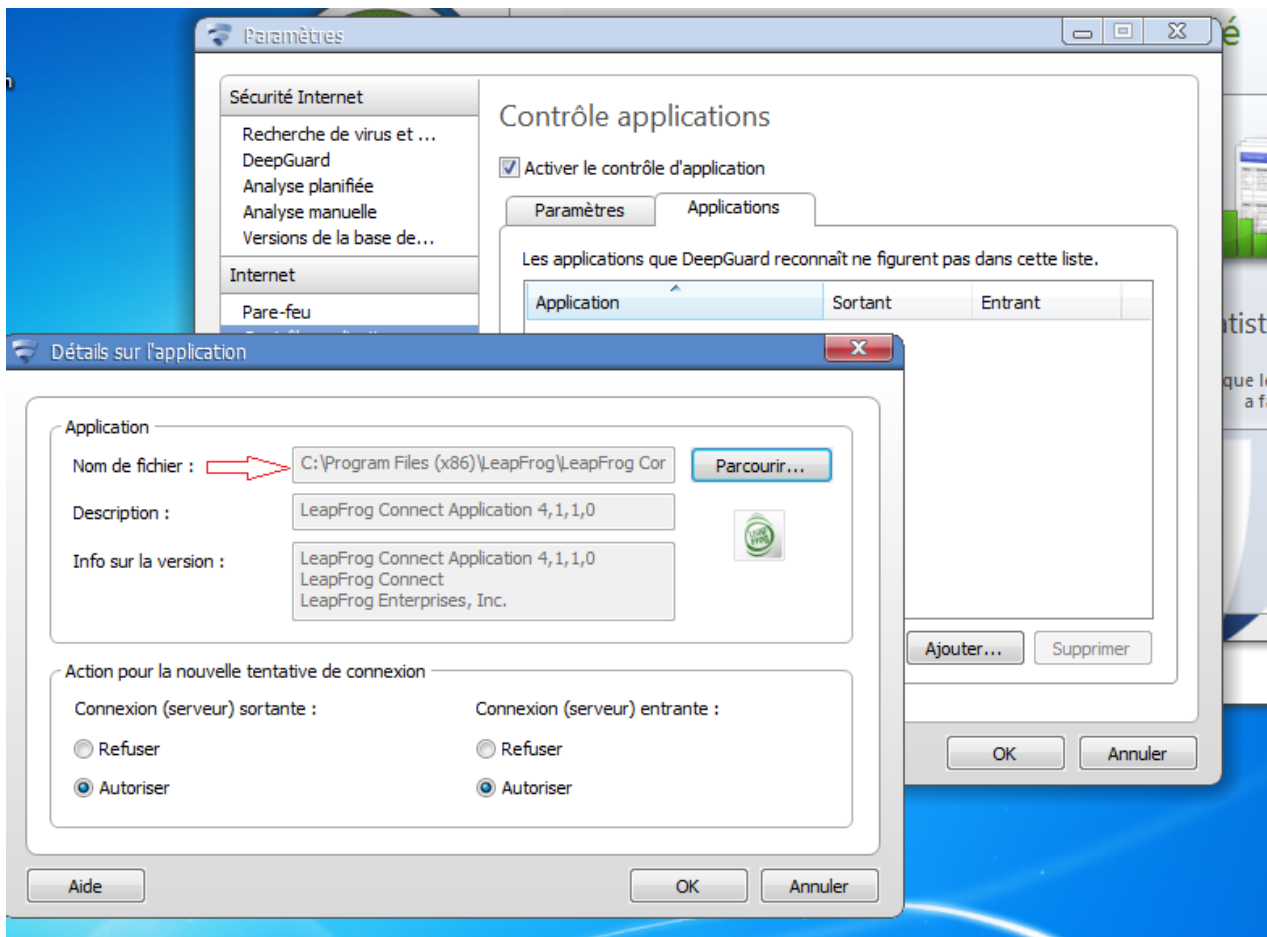 Paramètres
é
n
Sécurité Internet
Recherche de virus et ...
DeepGuard
Analyse planifiée
Analyse manuelle
Versions de la base de...
Internet
Pare-feu
Contrôle applications
Activer le contrôle d'application
Paramètres
Applications
Les applications que DeepGuard reconnaît ne figurent pas dans cette liste.
Application
Sortant
Entrant
atist
que l
a f
Ajouter...
Supprimer
OK
Annuler
Détails sur l'application
Application
Nom de fichier :
C:\Program Files (x86)\LeapFrog\LeapFrog Cor
Parcourir...
Description :
LeapFrog Connect Application 4,1,1,0
Info sur la version :
LeapFrog Connect Application 4,1,1,0
LeapFrog Connect
LeapFrog Enterprises, Inc.
LEAP
FROG
Action pour la nouvelle tentative de connexion
Connexion (serveur) sortante :
Connexion (serveur) entrante :
Refuser
Refuser
Autoriser
Autoriser
Aide
OK
Annuler